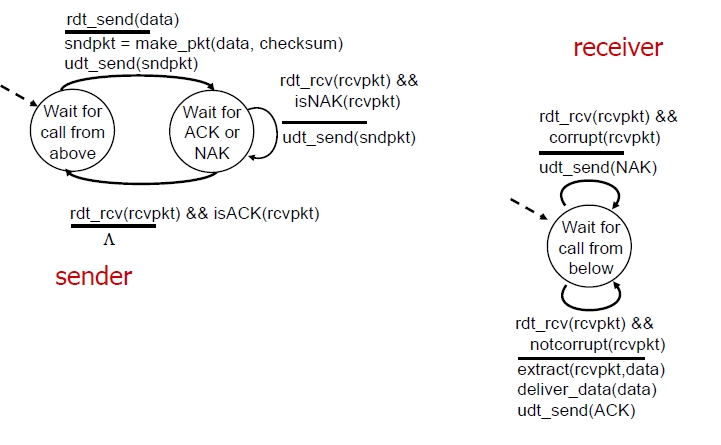 rdt_send(data)
sndpkt = make_pkt(data, checksum)
udt_send(sndpkt)
Wait for
call from
above
Wait for
ACK or
NAK
rdt_rcv(rcvpkt) &&
isNAK(rcvpkt)
udt_send(sndpkt)
rdt_rcv(rcvpkt) && isACK(rcvpkt)
Λ
sender
receiver
rdt_rcv(rcvpkt) &&
corrupt(rcvpkt)
udt_send(NAK)
Wait for
call from
below
rdt_rcv(rcvpkt) &&
notcorrupt(rcvpkt)
extract(rcvpkt,data)
deliver_data(data)
udt_send(ACK)